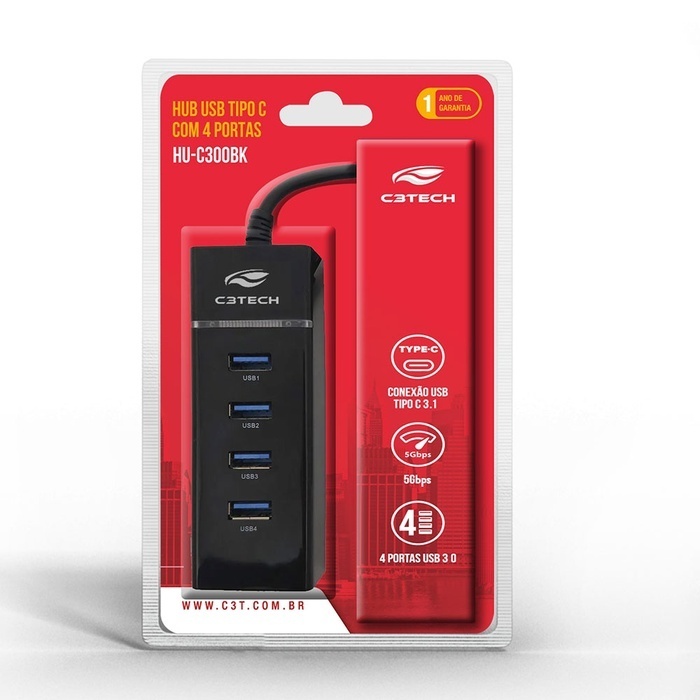 HUB USB TIPO C
COM 4 PORTAS
HU-C300BK
1 ANO DE
GARANTIA
C3TECH
C3TECH
USB1
USB2
USB3
USB4
TYPE-C
CONEXÃO USB
TIPO C 3.1
5Gbps
5Gbps
4
4 PORTAS USB 3 0
WWW.C3T.COM.BR